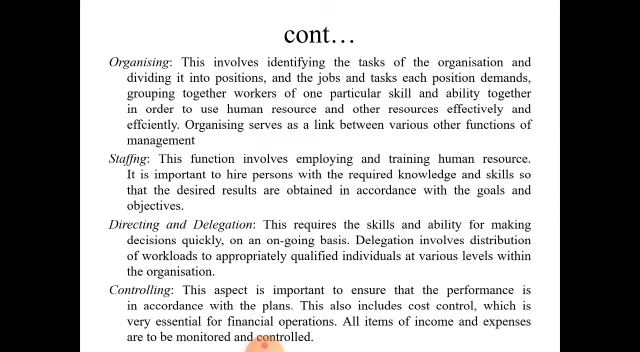 cont…
Organising: This involves identifying the tasks of the organisation and
dividing it into positions, and the jobs and tasks each position demands,
grouping together workers of one particular skill and ability together
in order to use human resource and other resources effectively and
effciently. Organising serves as a link between various other functions of
management
Staffng: This function involves employing and training human resource.
It is important to hire persons with the required knowledge and skills so
that the desired results are obtained in accordance with the goals and
objectives.
Directing and Delegation: This requires the skills and ability for making
decisions quickly, on an on-going basis. Delegation involves distribution
of workloads to appropriately qualified individuals at various levels within
the organisation.
Controlling: This aspect is important to ensure that the performance is
in accordance with the plans. This also includes cost control, which is
very essential for financial operations. All items of income and expenses
are to be monitored and controlled.